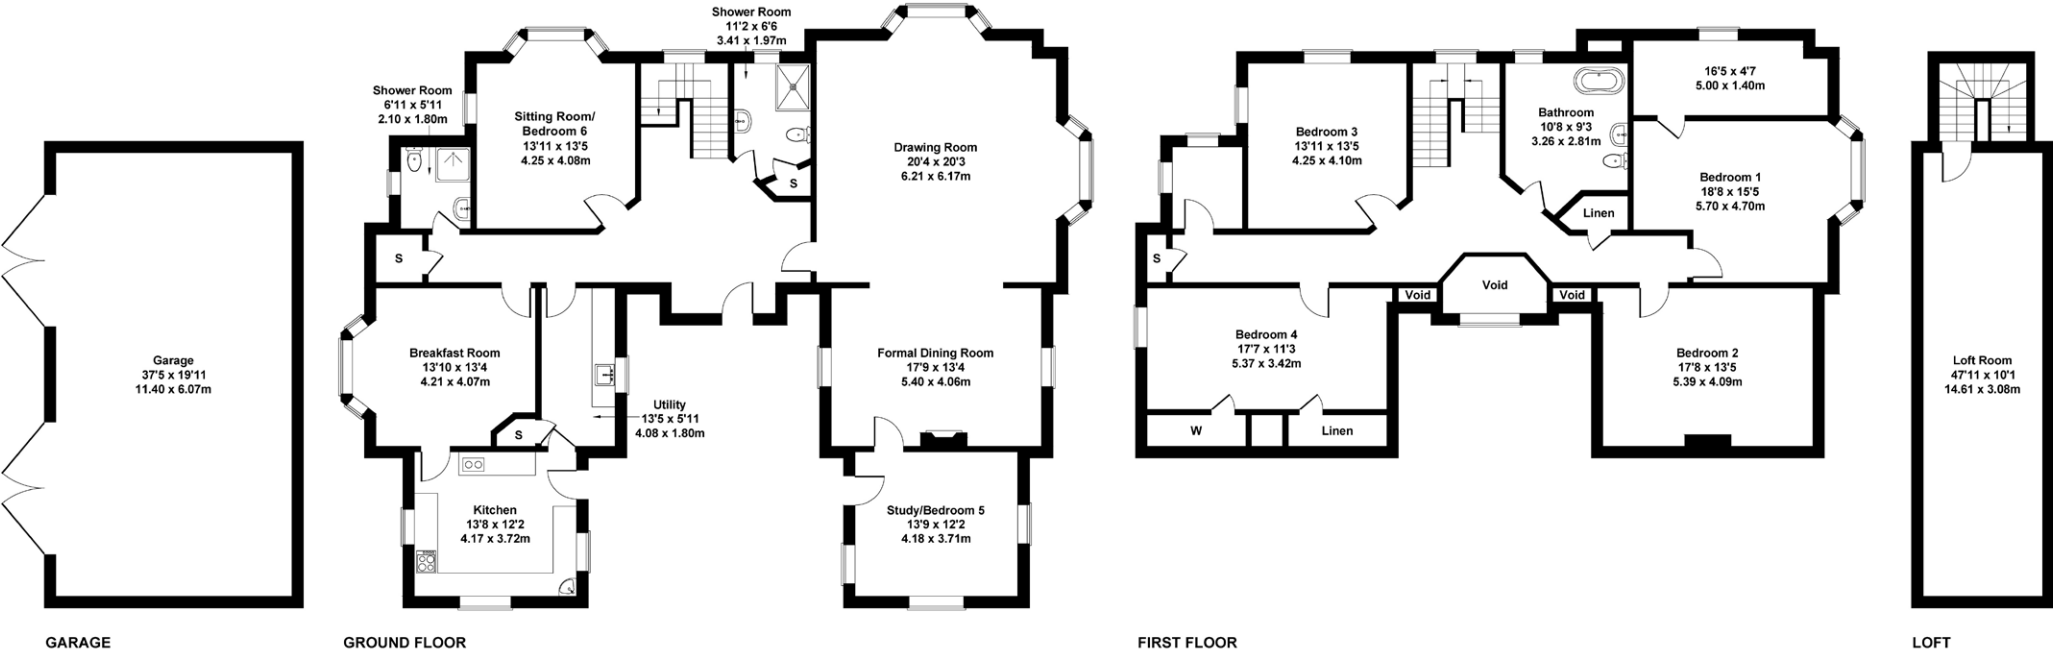 Garage
37'5 x 19'11
11.40 x 6.07m
GARAGE
Shower Room
6'11 x 5'11
2.10 x 1.80m
Sitting Room/
Bedroom 6
13'11 x 13'5
4.25 x 4.08m
Shower Room
11'2 x 6'6
3.41 x 1.97m
S
Drawing Room
20'4 x 20'3
6.21 x 6.17m
S
Breakfast Room
13'10 x 13'4
4.21 x 4.07m
S
Utility
13'5 x 5'11
4.08 x 1.80m
Formal Dining Room
17'9 x 13'4
5.40 x 4.06m
Kitchen
13'8 x 12'2
4.17 x 3.72m
Study/Bedroom 5
13'9 x 12'2
4.18 x 3.71m
GROUND FLOOR
Bedroom 3
13'11 x 13'5
4.25 x 4.10m
Bathroom
10'8 x 9'3
3.26 x 2.81m
16'5 x 4'7
5.00 x 1.40m
Bedroom 1
18'8 x 15'5
5.70 x 4.70m
Linen
S
Void
Void
Void
Bedroom 4
17'7 x 11'3
5.37 x 3.42m
Bedroom 2
17'8 x 13'5
5.39 x 4.09m
W
Linen
FIRST FLOOR
Loft Room
47'11 x 10'1
14.61 x 3.08m
LOFT